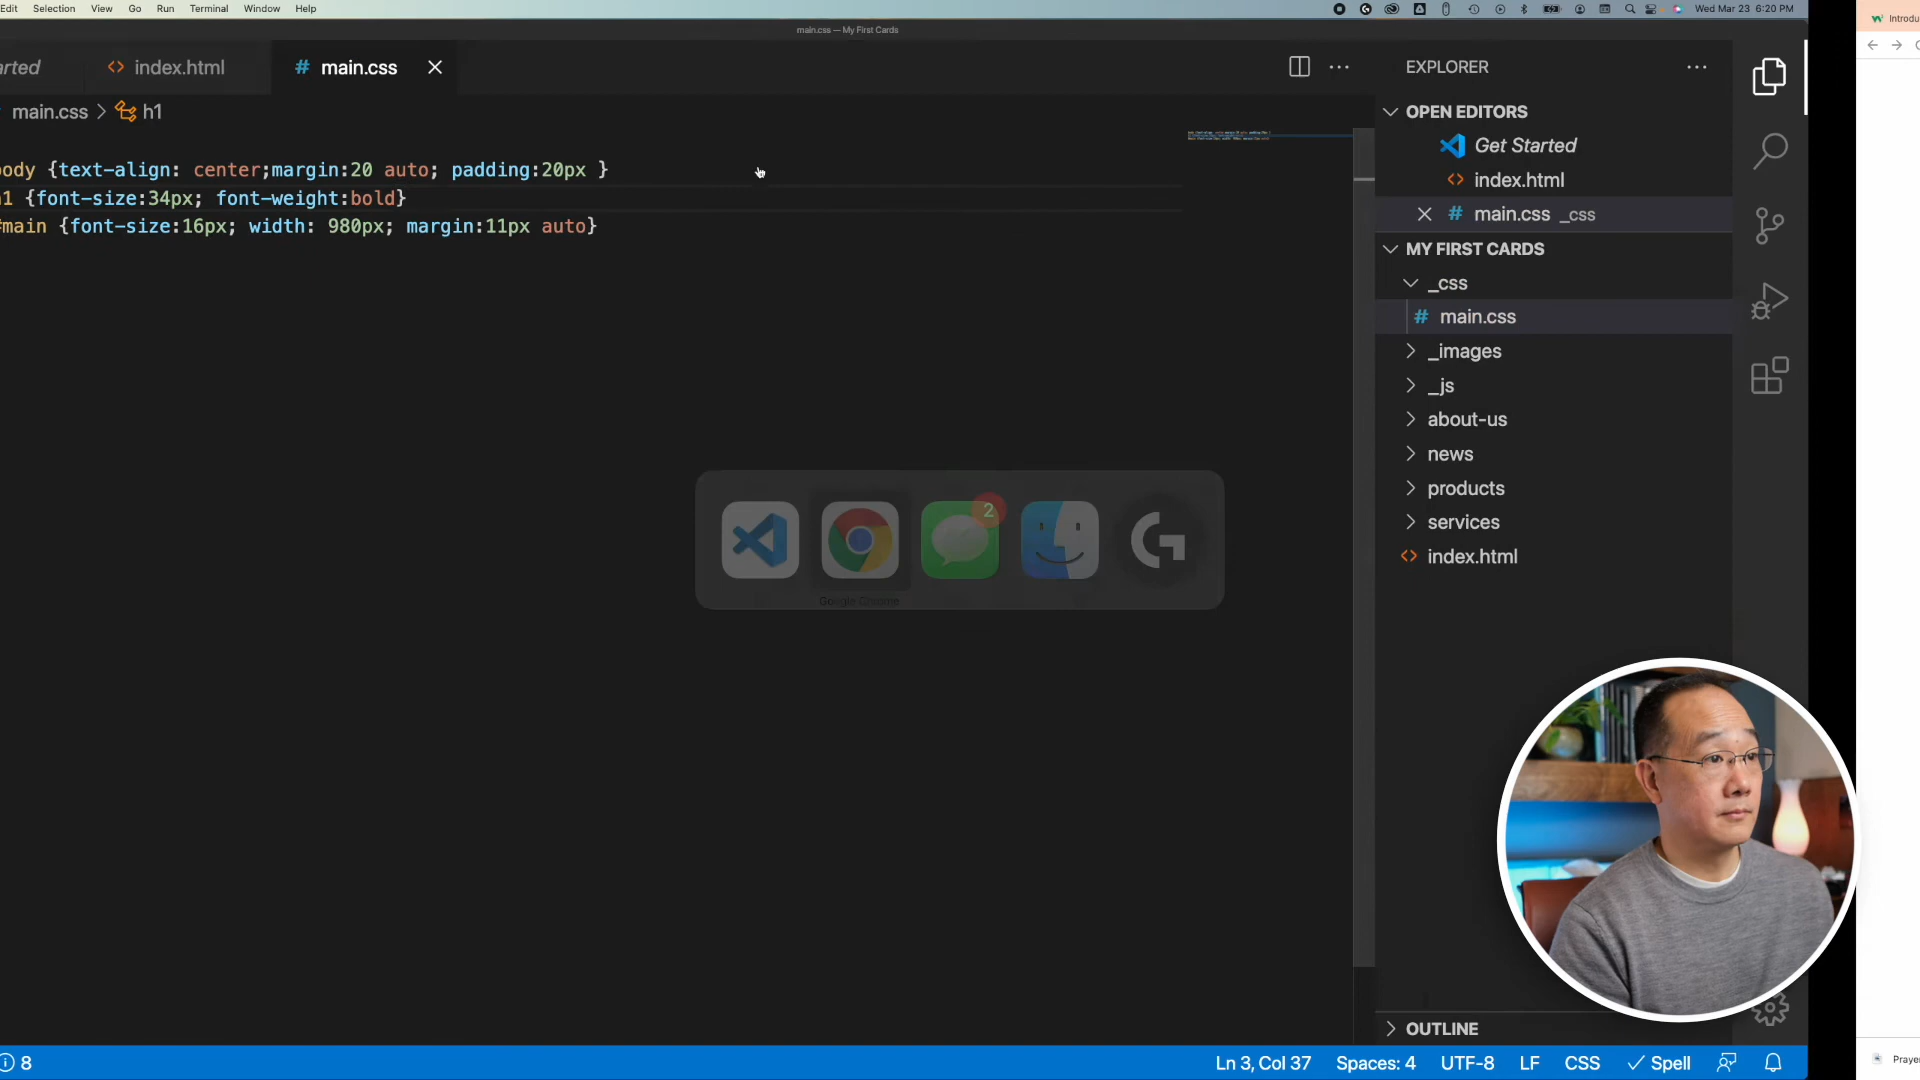 Edit Selection View Go Run Terminal Window Help
Wed Mar 23 6:20 PM
main.css — My First Cards
Introdu
arted
index.html
# main.css
main.css > h1
body {text-align: center;margin:20 auto; padding:20px }
h1 {font-size:34px; font-weight:bold}
#main {font-size:16px; width: 980px; margin:11px auto}
EXPLORER
OPEN EDITORS
Get Started
index.html
# main.css _css
MY FIRST CARDS
_css
# main.css
_images
_js
about-us
news
products
services
index.html
2
Google Chrome
OUTLINE
8
Ln 3, Col 37 Spaces: 4 UTF-8 LF CSS Spell
Prayer